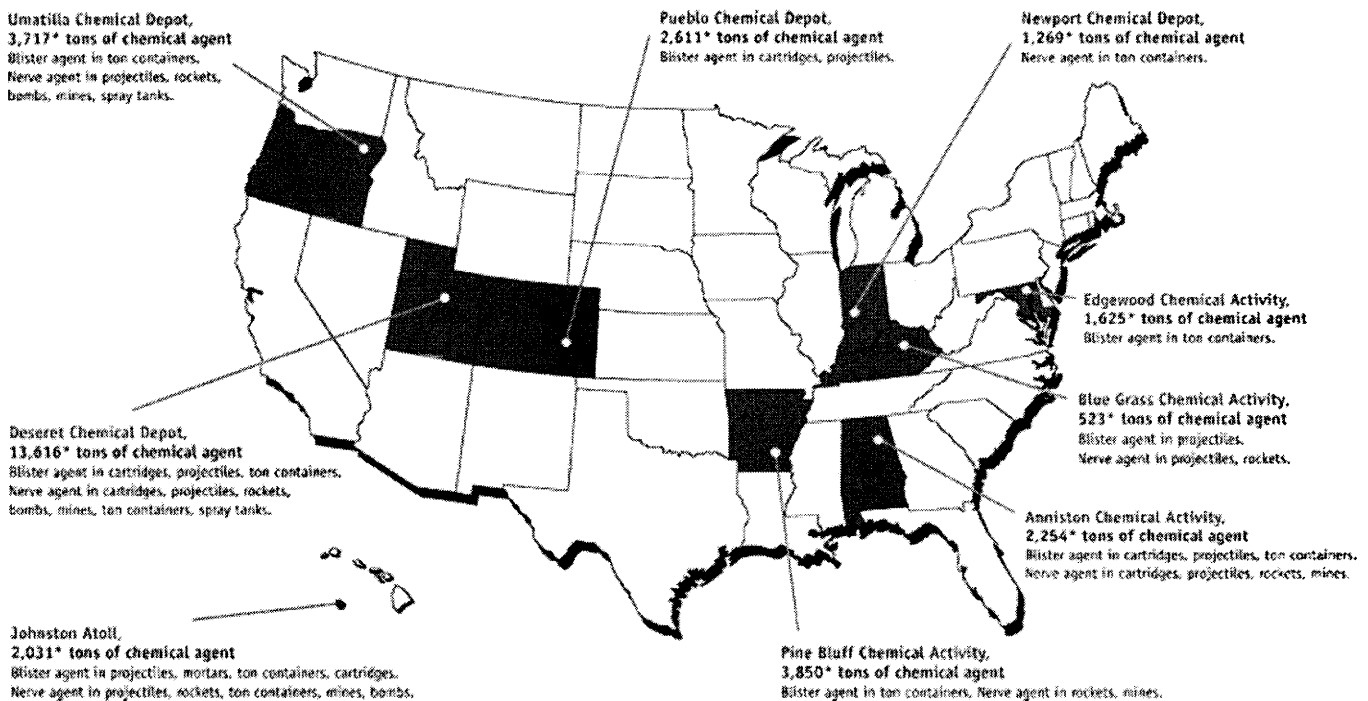 Umatilla Chemical Depot,
3,717* tons of chemical agent
Blister agent in ton containers.
Nerve agent in projectiles, rockets,
bombs, mines, spray tanks.
Pueblo Chemical Depot,
2,611* tons of chemical agent
Blister agent in cartridges, projectiles.
Newport Chemical Depot,
1,269* tons of chemical agent
Nerve agent in ton containers.
Edgewood Chemical Activity,
1,625* tons of chemical agent
Blister agent in ton containers.
Blue Grass Chemical Activity,
523* tons of chemical agent
Blister agent in projectiles.
Nerve agent in projectiles, rockets.
Deseret Chemical Depot,
13,616* tons of chemical agent
Blister agent in cartridges, projectiles, ton containers.
Nerve agent in cartridges, projectiles, rockets,
bombs, mines, ton containers, spray tanks.
Anniston Chemical Activity,
2,254* tons of chemical agent
Blister agent in cartridges, projectiles, ton containers.
Nerve agent in cartridges, projectiles, rockets, mines.
Johnston Atoll,
2,031* tons of chemical agent
Blister agent in projectiles, mortars, ton containers, cartridges.
Nerve agent in projectiles, rockets, ton containers, mines, bombs,
Pine Bluff Chemical Activity,
3,850* tons of chemical agent
Blister agent in ton containers, Nerve agent in rockets, mines.